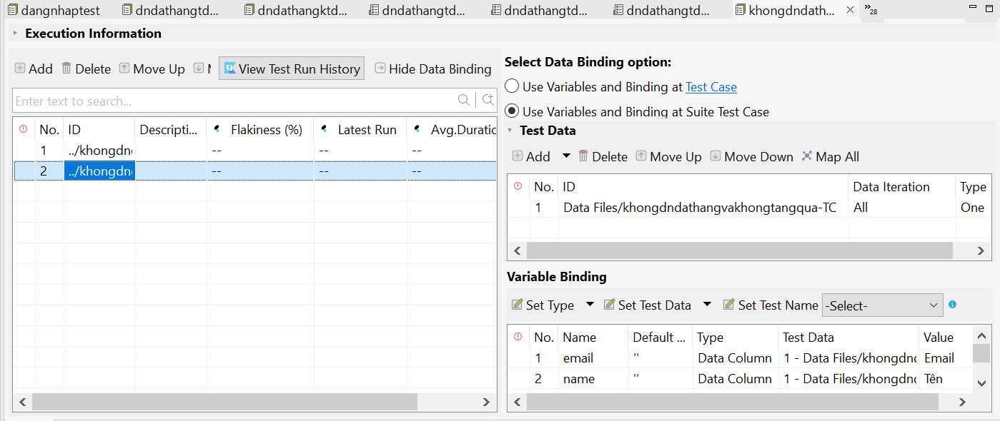 dangnhaptest dndathangtd... dndathangktd... dndathangtd... dndathangtd... dndathangtd... khongdndath... »28
Execution Information
Add Delete Move Up View Test Run History Hide Data Binding
Enter text to search...
No. ID Descripti... Flakiness (%) Latest Run Avg.Duratic
1 ../khongdn -- -- --
2 ../khongdn -- -- --
Select Data Binding option:
Use Variables and Binding at Test Case
Use Variables and Binding at Suite Test Case
Test Data
Add Delete Move Up Move Down Map All
No. ID Data Iteration Type
1 Data Files/khongdndathangvakhongtangqua-TC All One
Variable Binding
Set Type Set Test Data Set Test Name -Select-
No. Name Default ... Type Test Data Value
1 email '' Data Column 1 - Data Files/khongdn Email
2 name '' Data Column 1 - Data Files/khongdn Tên